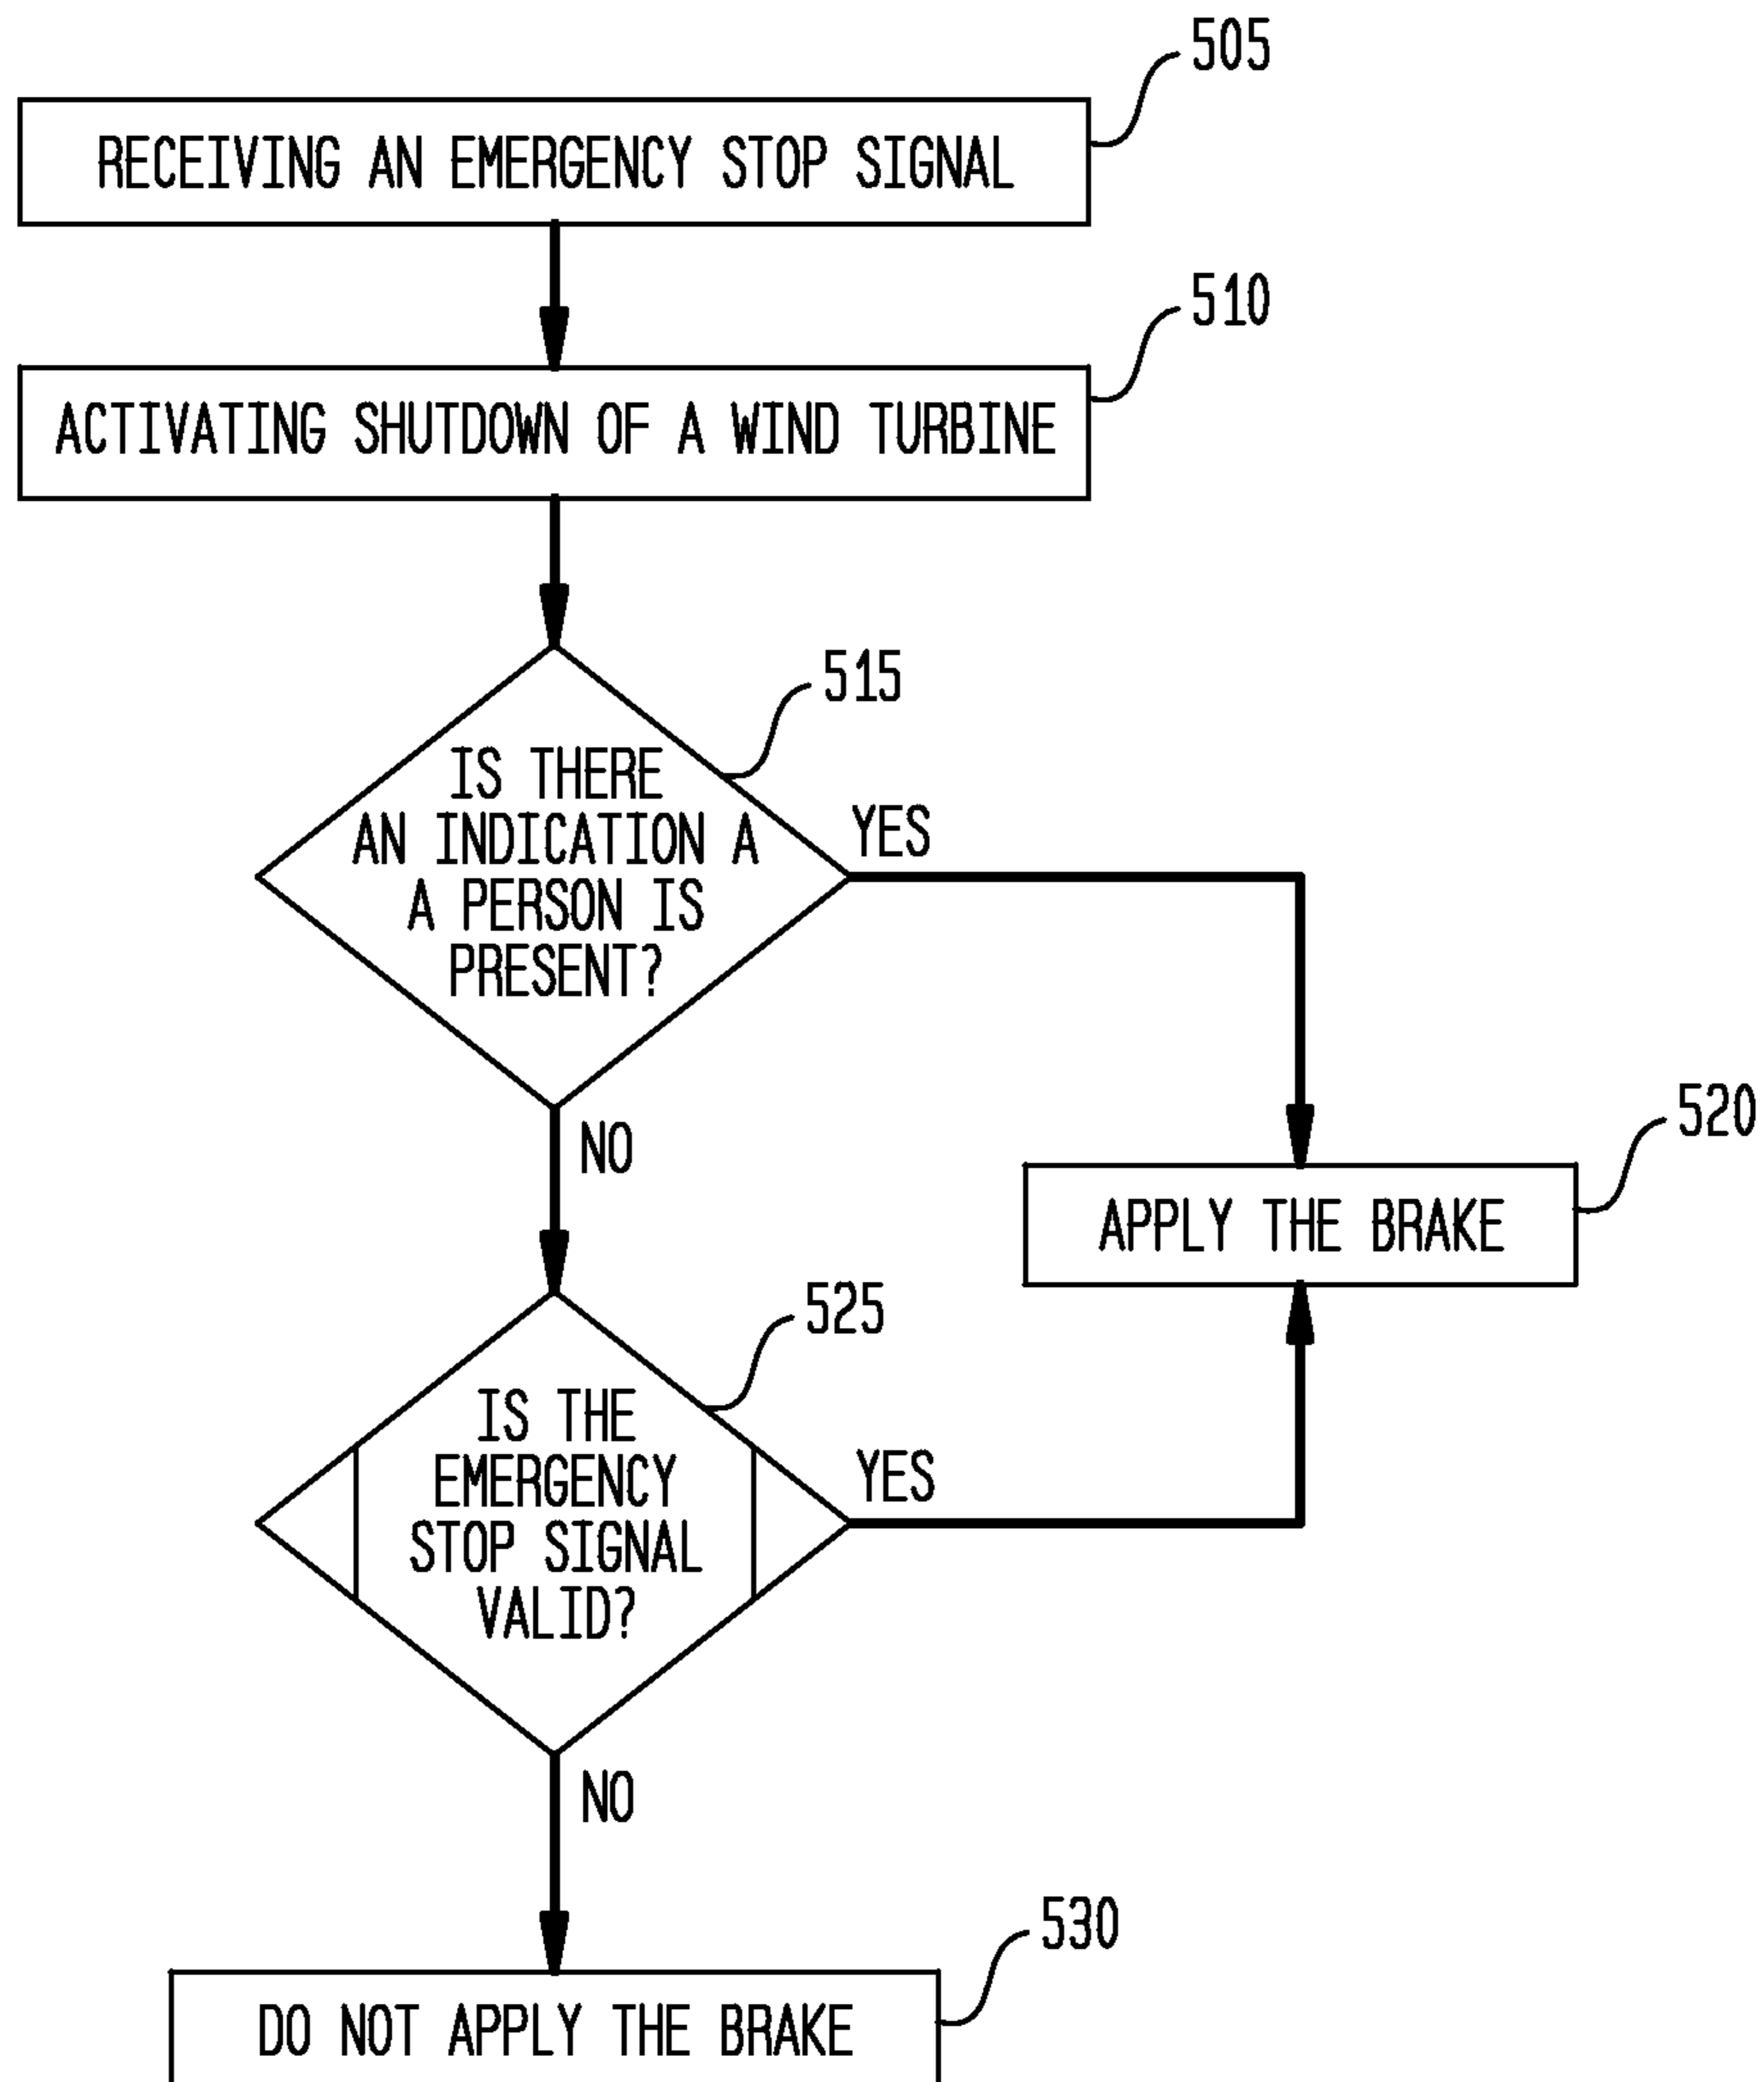 505
RECEIVING AN EMERGENCY STOP SIGNAL
510
ACTIVATING SHUTDOWN OF A WIND TURBINE
515
IS THERE
AN INDICATION A
A PERSON IS
PRESENT?
YES
NO
520
APPLY THE BRAKE
525
IS THE
EMERGENCY
STOP SIGNAL
VALID?
YES
NO
530
DO NOT APPLY THE BRAKE